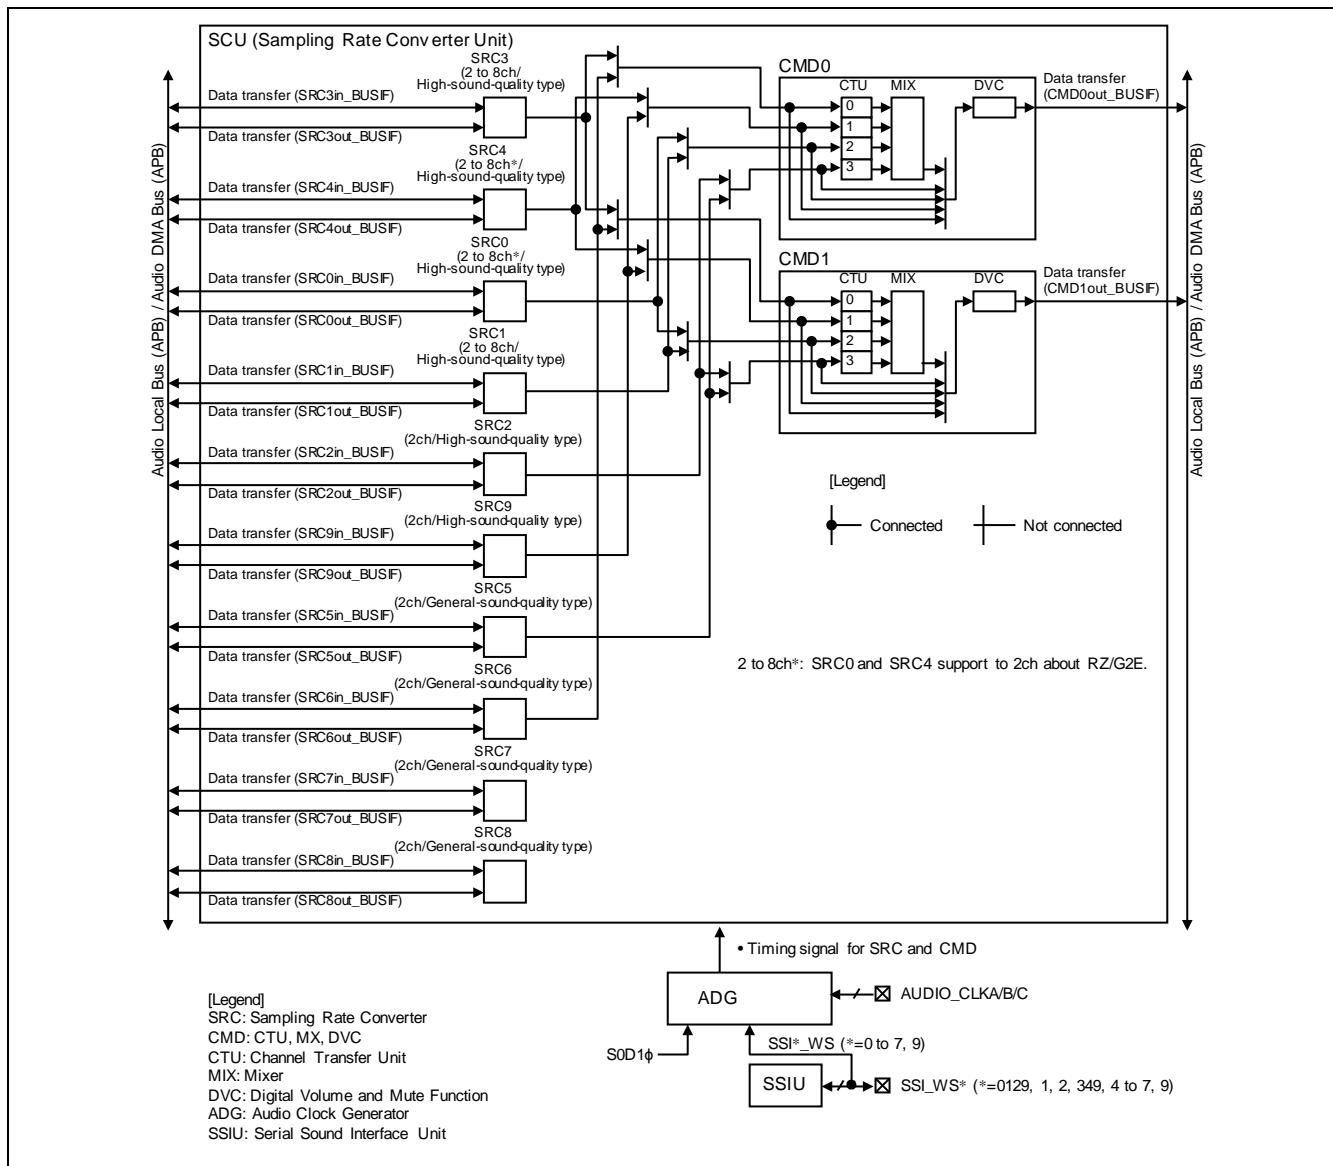 SCU (Sampling Rate Converter Unit)
Audio Local Bus (APB) / Audio DMA Bus (APB)
SRC3
(2 to 8ch/
High-sound-quality type)
Data transfer (SRC3in_BUSIF)
Data transfer (SRC3out_BUSIF)
SRC4
(2 to 8ch*/
High-sound-quality type)
Data transfer (SRC4in_BUSIF)
Data transfer (SRC4out_BUSIF)
SRC0
(2 to 8ch*/
High-sound-quality type)
Data transfer (SRC0in_BUSIF)
Data transfer (SRC0out_BUSIF)
SRC1
(2 to 8ch/
High-sound-quality type)
Data transfer (SRC1in_BUSIF)
Data transfer (SRC1out_BUSIF)
SRC2
(2ch/High-sound-quality type)
Data transfer (SRC2in_BUSIF)
Data transfer (SRC2out_BUSIF)
SRC9
(2ch/High-sound-quality type)
Data transfer (SRC9in_BUSIF)
Data transfer (SRC9out_BUSIF)
SRC5
(2ch/General-sound-quality type)
Data transfer (SRC5in_BUSIF)
Data transfer (SRC5out_BUSIF)
SRC6
(2ch/General-sound-quality type)
Data transfer (SRC6in_BUSIF)
Data transfer (SRC6out_BUSIF)
SRC7
(2ch/General-sound-quality type)
Data transfer (SRC7in_BUSIF)
Data transfer (SRC7out_BUSIF)
SRC8
(2ch/General-sound-quality type)
Data transfer (SRC8in_BUSIF)
Data transfer (SRC8out_BUSIF)
CMD0
CTU MIX DVC
0
1
2
3
Data transfer
(CMD0out_BUSIF)
CMD1
CTU MIX DVC
0
1
2
3
Data transfer
(CMD1out_BUSIF)
Audio Local Bus (APB) / Audio DMA Bus (APB)
[Legend]
Connected Not connected
2 to 8ch*: SRC0 and SRC4 support to 2ch about RZ/G2E.
• Timing signal for SRC and CMD
ADG
AUDIO_CLKA/B/C
S0D1ϕ
SSI*_WS (*=0 to 7, 9)
SSIU
SSI_WS* (*=0129, 1, 2, 349, 4 to 7, 9)
[Legend]
SRC: Sampling Rate Converter
CMD: CTU, MX, DVC
CTU: Channel Transfer Unit
MIX: Mixer
DVC: Digital Volume and Mute Function
ADG: Audio Clock Generator
SSIU: Serial Sound Interface Unit